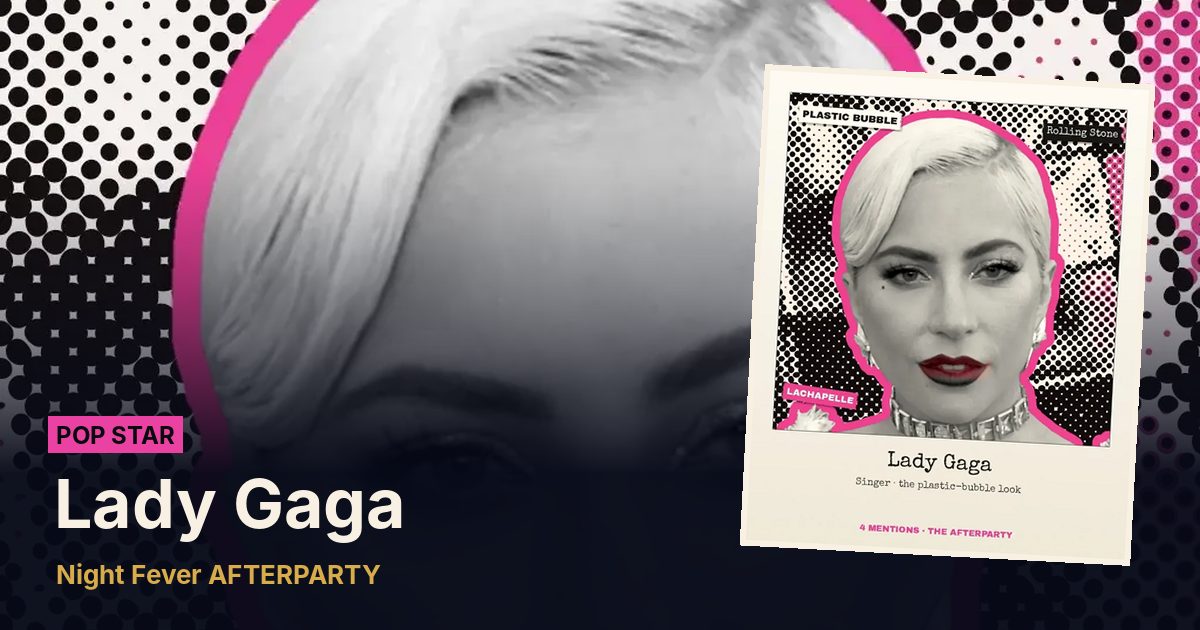 POP STAR
Lady Gaga
Night Fever AFTERPARTY
PLASTIC BUBBLE
Rolling Stone
LACHAPELLE
Lady Gaga
Singer · the plastic-bubble look
4 MENTIONS · THE AFTERPARTY